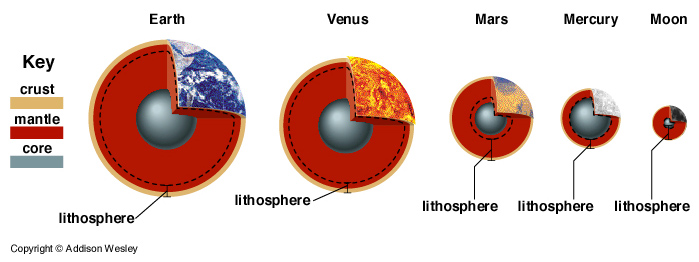 Earth
Venus
Mars
Mercury
Moon
Key
crust
mantle
core
lithosphere
lithosphere
lithosphere
lithosphere
lithosphere
Copyright © Addison Wesley